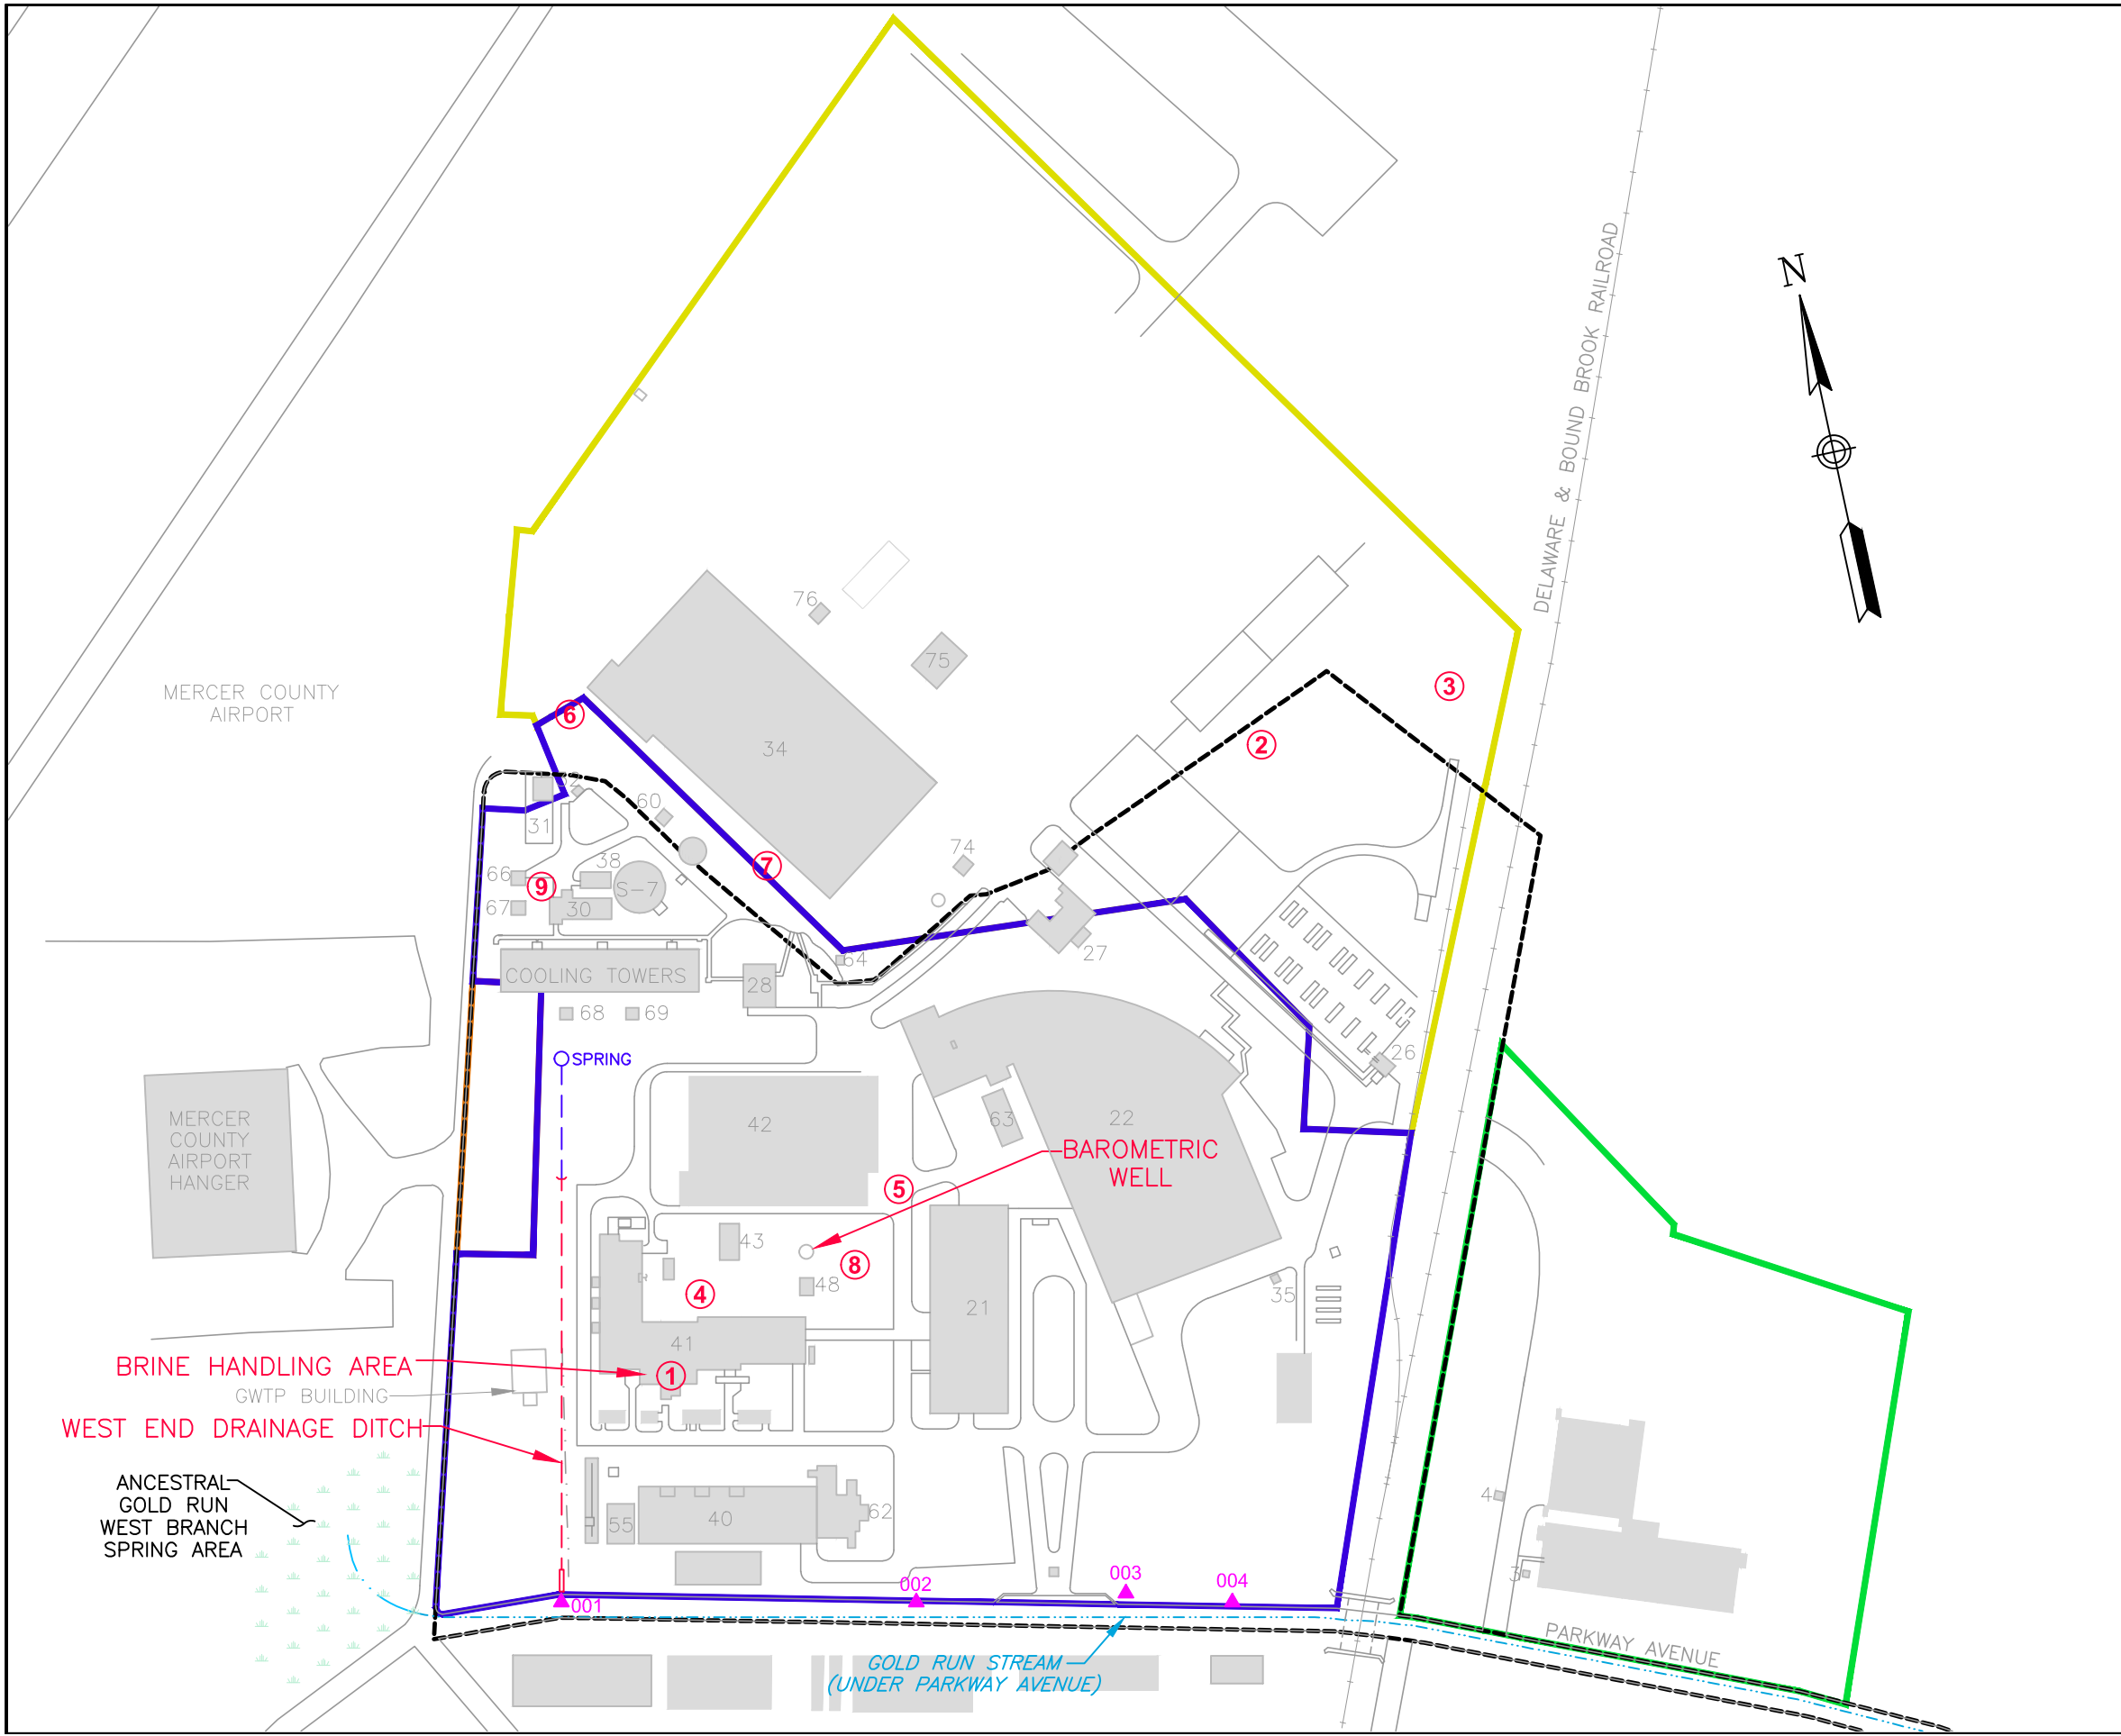 N
DELAWARE & BOUND BROOK RAILROAD
76
75
3
2
MERCER COUNTY
AIRPORT
6
34
60
31
7
74
38
66
9
S-7
67
30
27
64
COOLING TOWERS
28
68
69
SPRING
26
MERCER
COUNTY
AIRPORT
HANGER
42
63
22
BAROMETRIC
WELL
5
43
8
48
4
21
35
41
BRINE HANDLING AREA
1
GWTP BUILDING
WEST END DRAINAGE DITCH
ANCESTRAL
GOLD RUN
WEST BRANCH
SPRING AREA
4
55
40
62
3
001
002
003
004
PARKWAY AVENUE
GOLD RUN STREAM
(UNDER PARKWAY AVENUE)